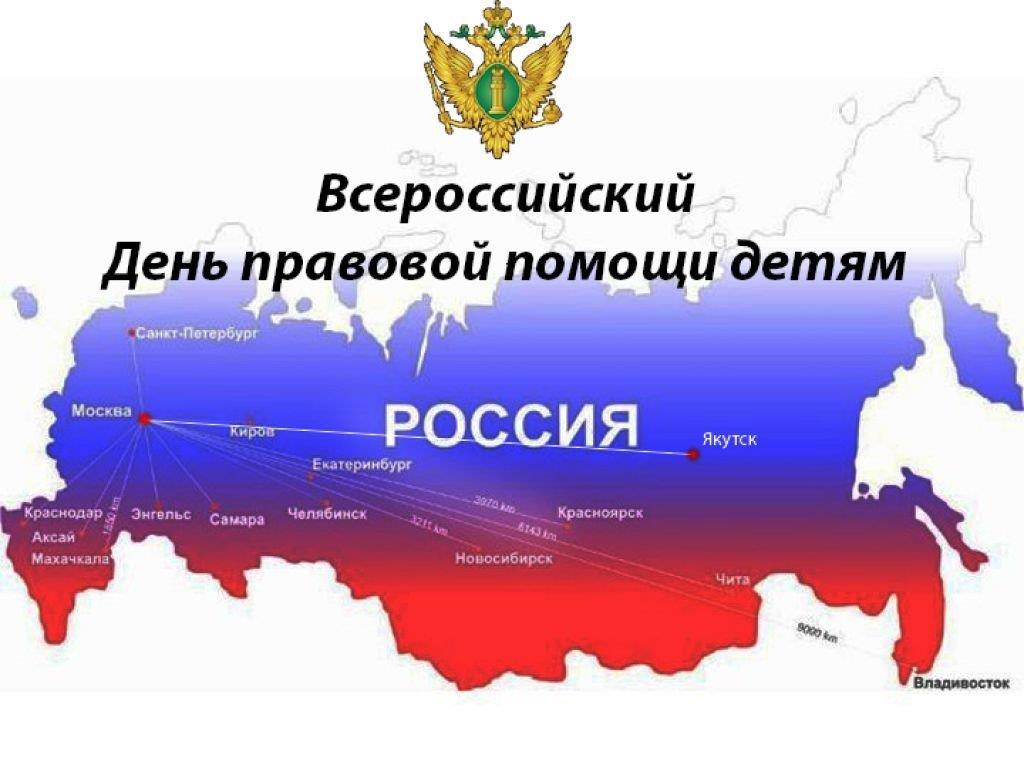 Всероссийский
День правовой помощи детям
Санкт-Петербург
Москва
РОССИЯ
Киров
Якутск
Екатеринбург
Краснодар
1550 km
Энгельс
Самара
Челябинск
3970 km
Красноярск
Аксай
3211 km
6143 km
Махачкала
Новосибирск
Чита
9000 km
Владивосток